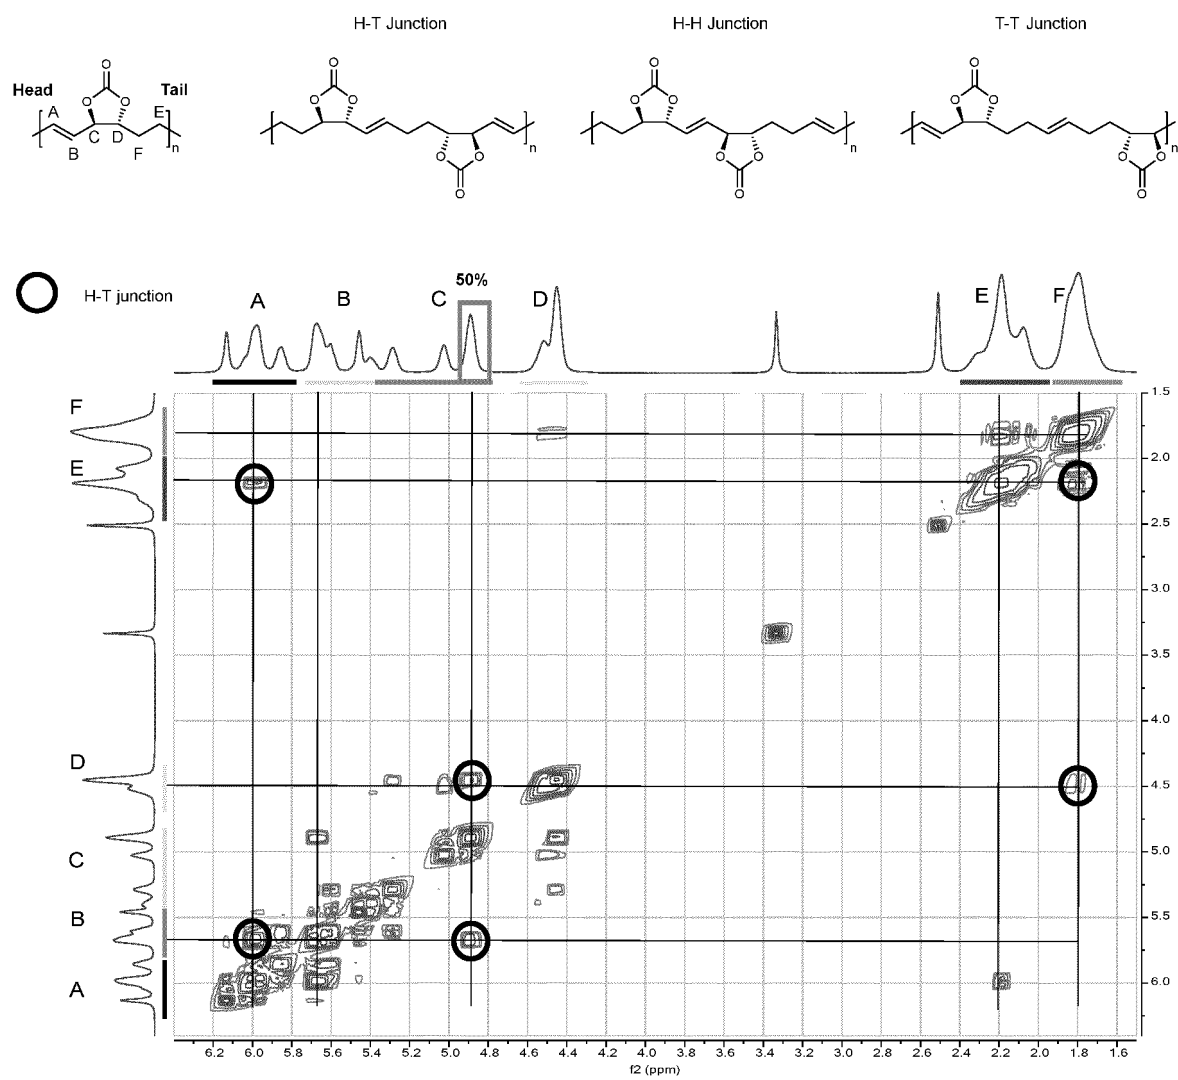 H-T Junction
H-H Junction
T-T Junction
Head
Tail
A
B
C
D
E
F
n
O
O
O
n
O
O
O
O
O
O
n
O
O
O
O
O
O
n
O
O
O
O
O
O
H-T junction
50%
A
B
C
D
E
F
F
E
D
C
B
A
1.5
2.0
2.5
3.0
3.5
4.0
4.5
5.0
5.5
6.0
6.2 6.0 5.8 5.6 5.4 5.2 5.0 4.8 4.6 4.4 4.2 4.0 3.8 3.6 3.4 3.2 3.0 2.8 2.6 2.4 2.2 2.0 1.8 1.6
f2 (ppm)